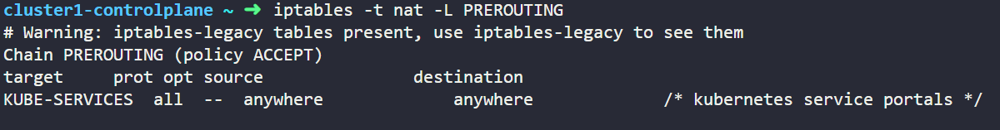 cluster1-controlplane ~ ➜ iptables -t nat -L PREROUTING
# Warning: iptables-legacy tables present, use iptables-legacy to see them
Chain PREROUTING (policy ACCEPT)
target     prot opt source               destination
KUBE-SERVICES  all  --  anywhere             anywhere             /* kubernetes service portals */